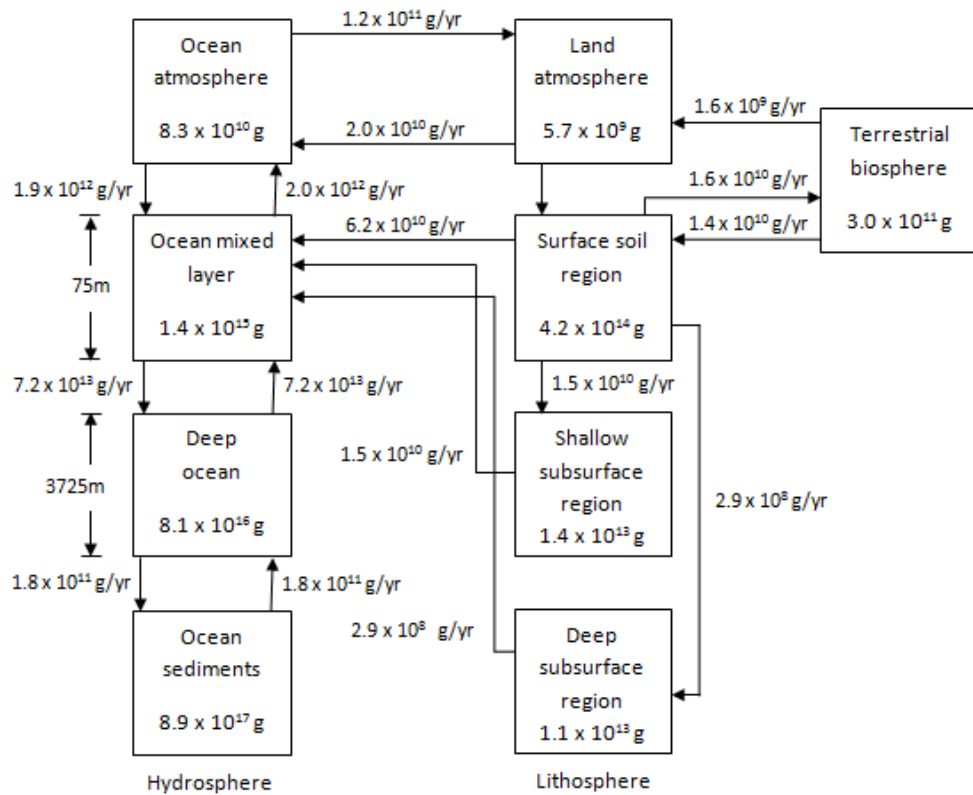 1.2 x 10¹¹ g/yr
Ocean
atmosphere
8.3 x 10¹⁰ g
Land
atmosphere
5.7 x 10⁹ g
2.0 x 10¹⁰ g/yr
1.6 x 10⁹ g/yr
Terrestrial
biosphere
3.0 x 10¹¹ g
1.9 x 10¹² g/yr
2.0 x 10¹² g/yr
1.6 x 10¹⁰ g/yr
1.4 x 10¹⁰ g/yr
6.2 x 10¹⁰ g/yr
75m
Ocean mixed
layer
1.4 x 10¹⁵ g
Surface soil
region
4.2 x 10¹⁴ g
7.2 x 10¹³ g/yr
7.2 x 10¹³ g/yr
1.5 x 10¹⁰ g/yr
3725m
Deep
ocean
8.1 x 10¹⁶ g
1.5 x 10¹⁰ g/yr
Shallow
subsurface
region
1.4 x 10¹³ g
2.9 x 10⁸ g/yr
1.8 x 10¹¹ g/yr
1.8 x 10¹¹ g/yr
2.9 x 10⁸ g/yr
Ocean
sediments
8.9 x 10¹⁷ g
Deep
subsurface
region
1.1 x 10¹³ g
Hydrosphere
Lithosphere